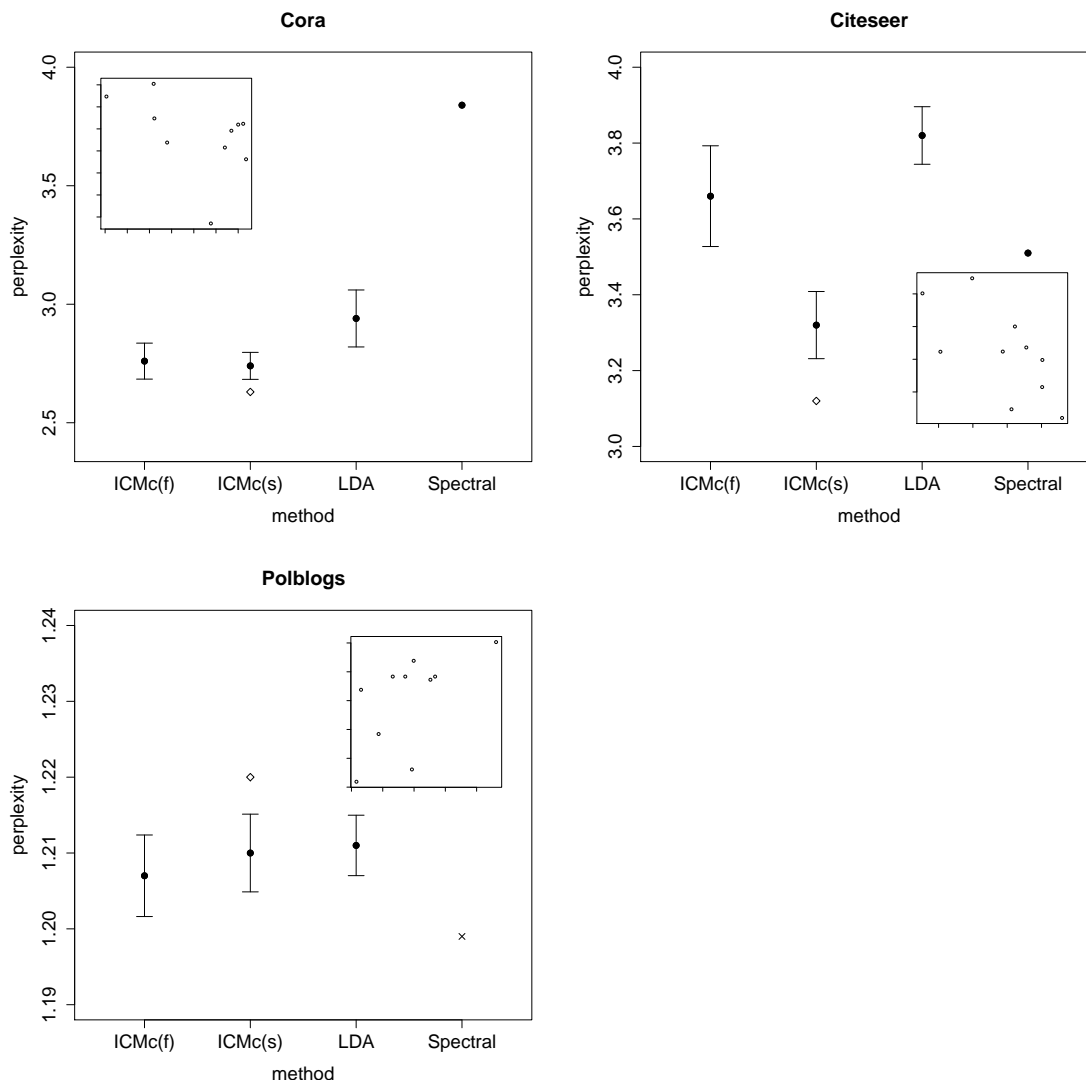 Cora
4.0
3.5
3.0
2.5
perplexity
ICMc(f) ICMc(s) LDA Spectral
method
Citeseer
4.0
3.8
3.6
3.4
3.2
3.0
perplexity
ICMc(f) ICMc(s) LDA Spectral
method
Polblogs
1.24
1.23
1.22
1.21
1.20
1.19
perplexity
ICMc(f) ICMc(s) LDA Spectral
method